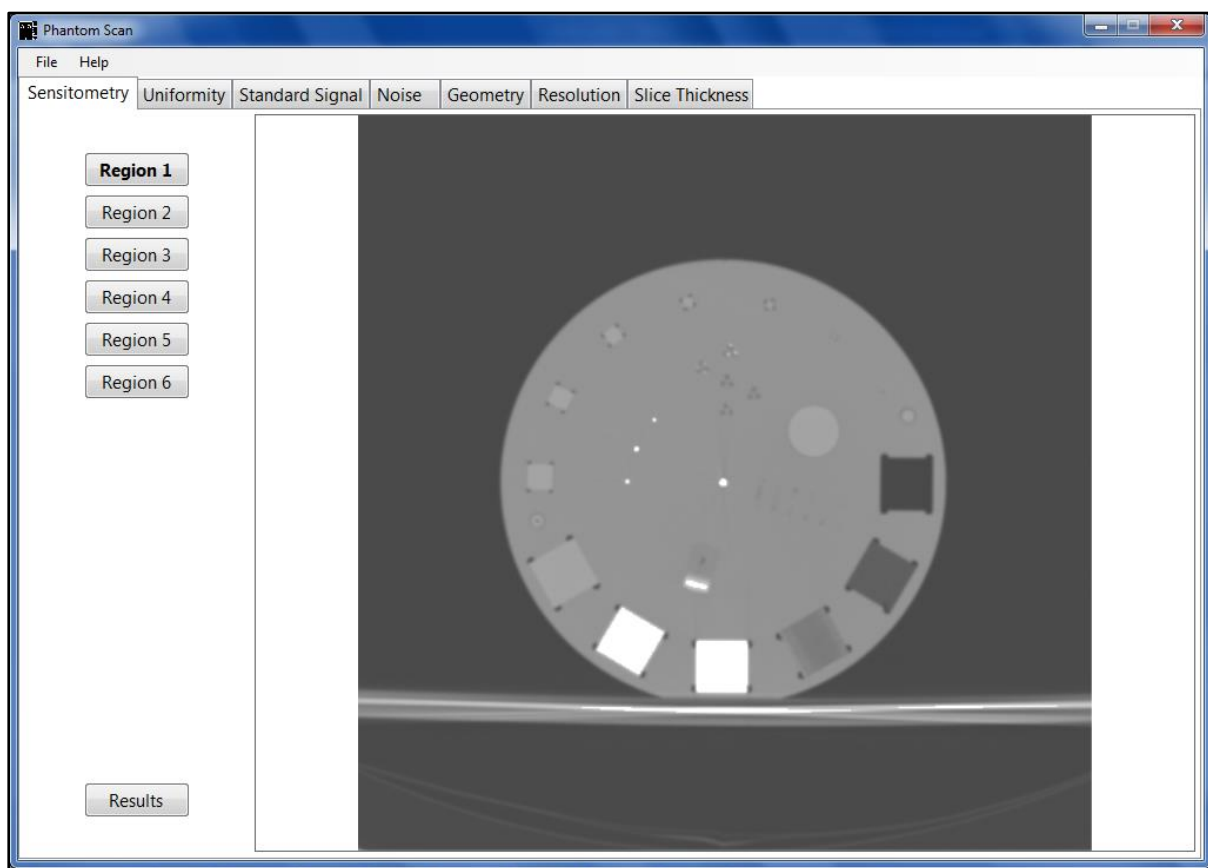 Phantom Scan
File Help
Sensitometry Uniformity Standard Signal Noise Geometry Resolution Slice Thickness
Region 1
Region 2
Region 3
Region 4
Region 5
Region 6
Results